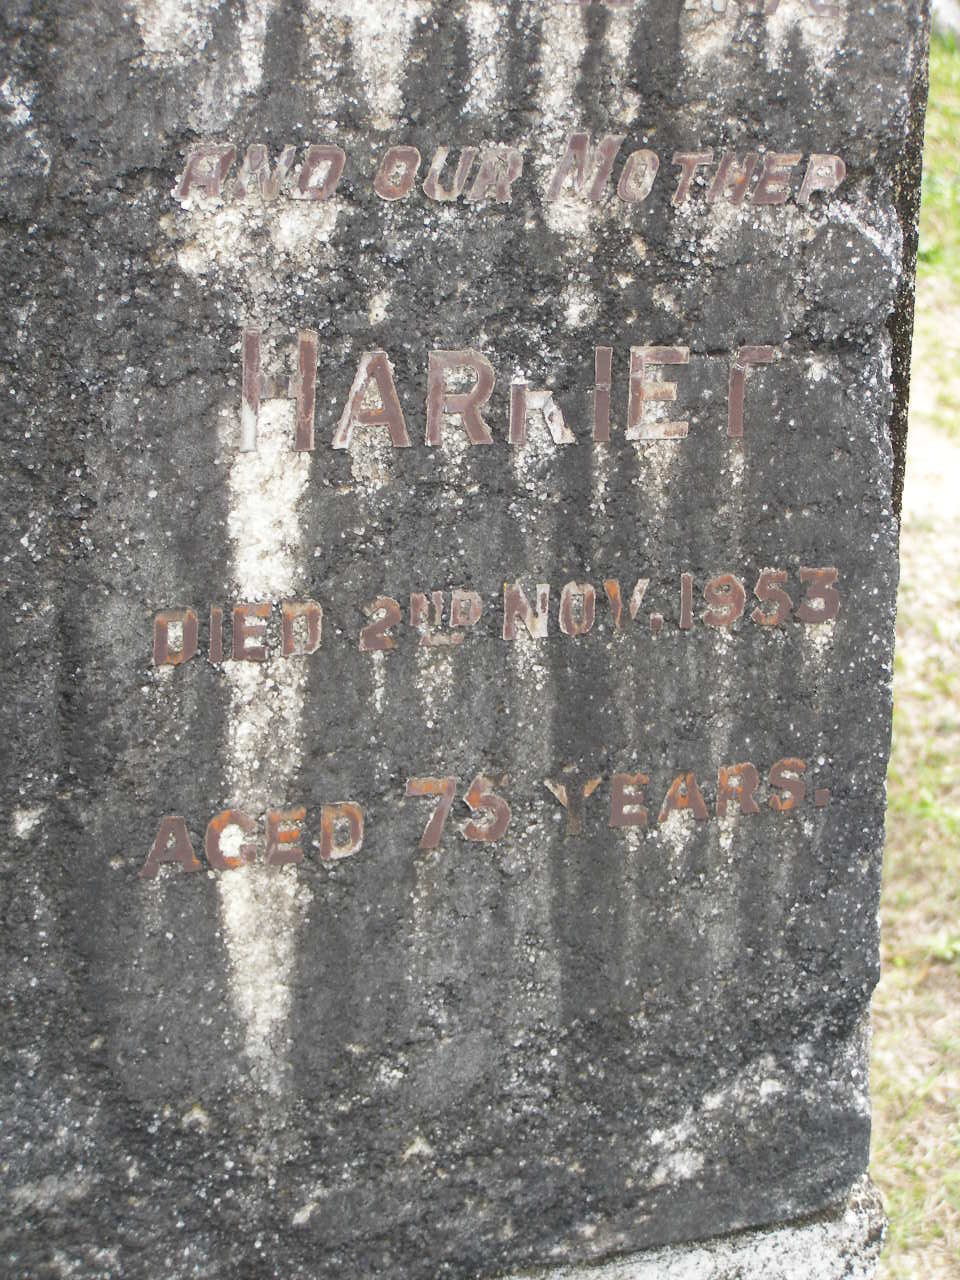 AND OUR MOTHER
HARRIET
DIED 2ND NOV. 1953
AGED 75 YEARS.